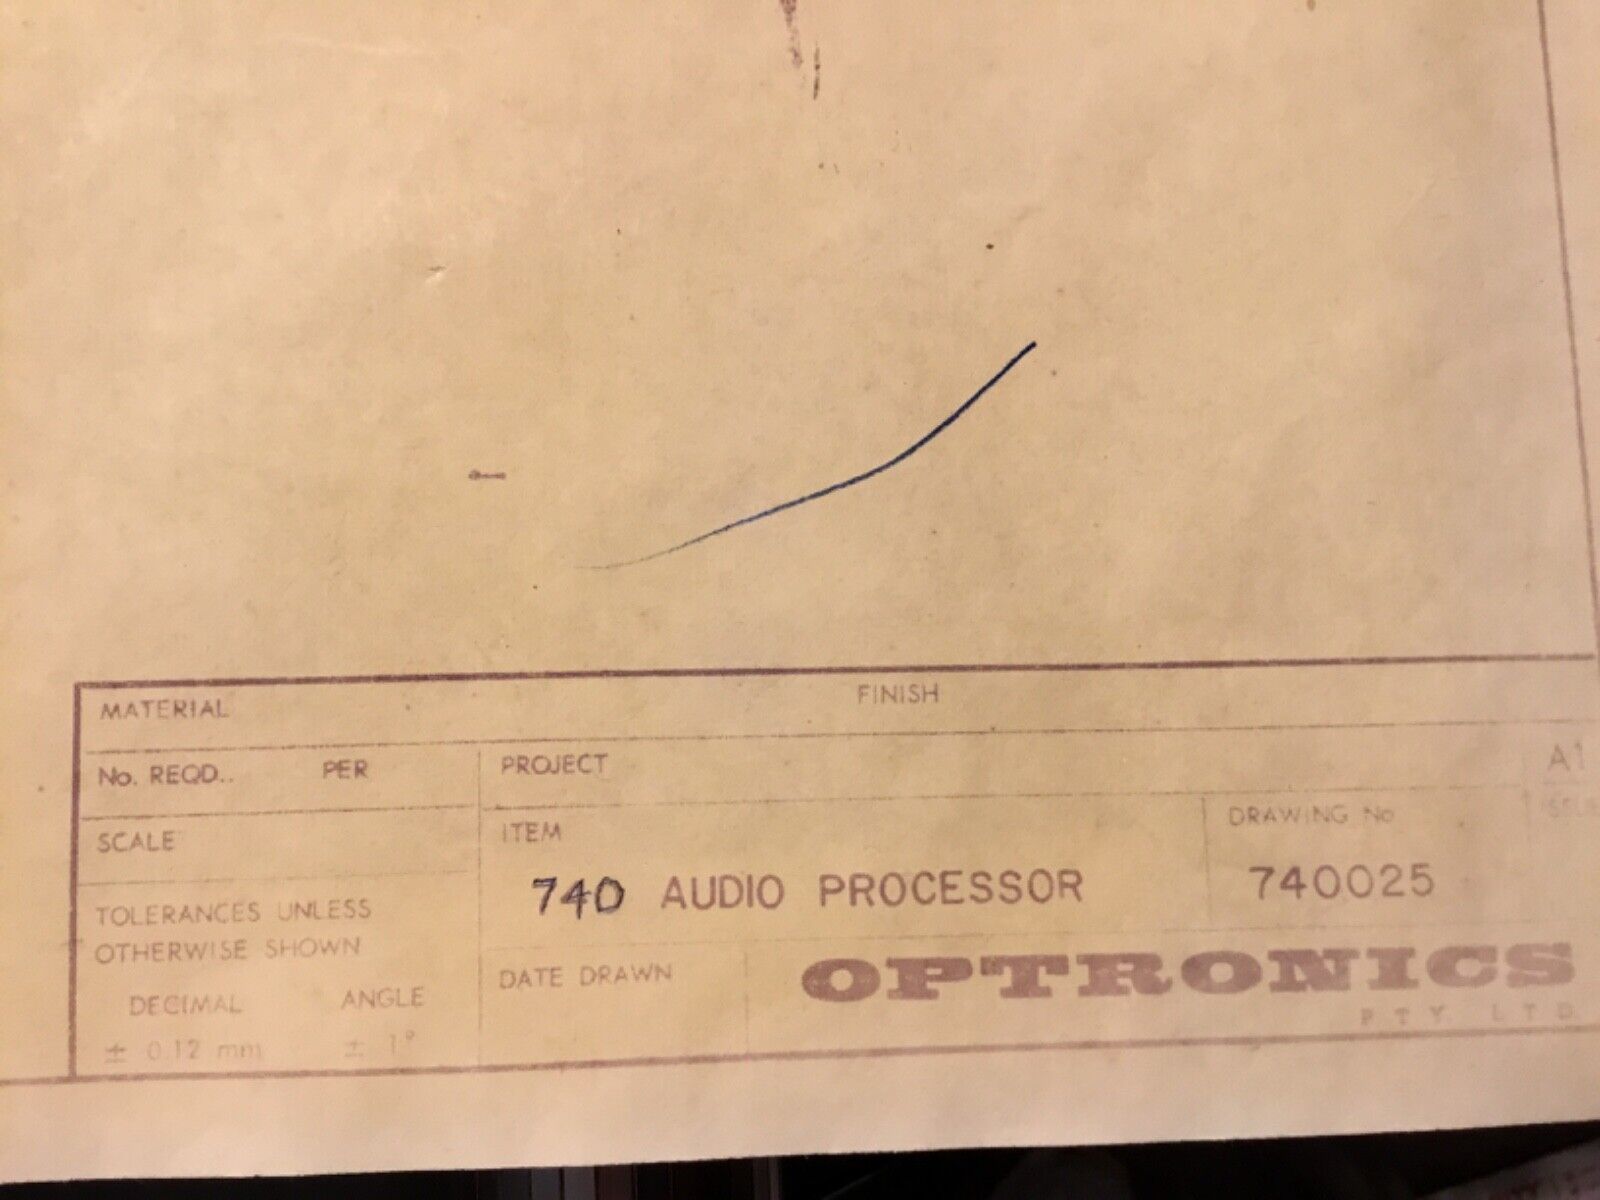 MATERIAL FINISH
No. REQD.. PER
PROJECT
A1
SCALE
ITEM
DRAWING No
740 AUDIO PROCESSOR
740025
TOLERANCES UNLESS
OTHERWISE SHOWN
DECIMAL ANGLE
± 0.12 mm ± 1°
DATE DRAWN
OPTRONICS
PTY. LTD.